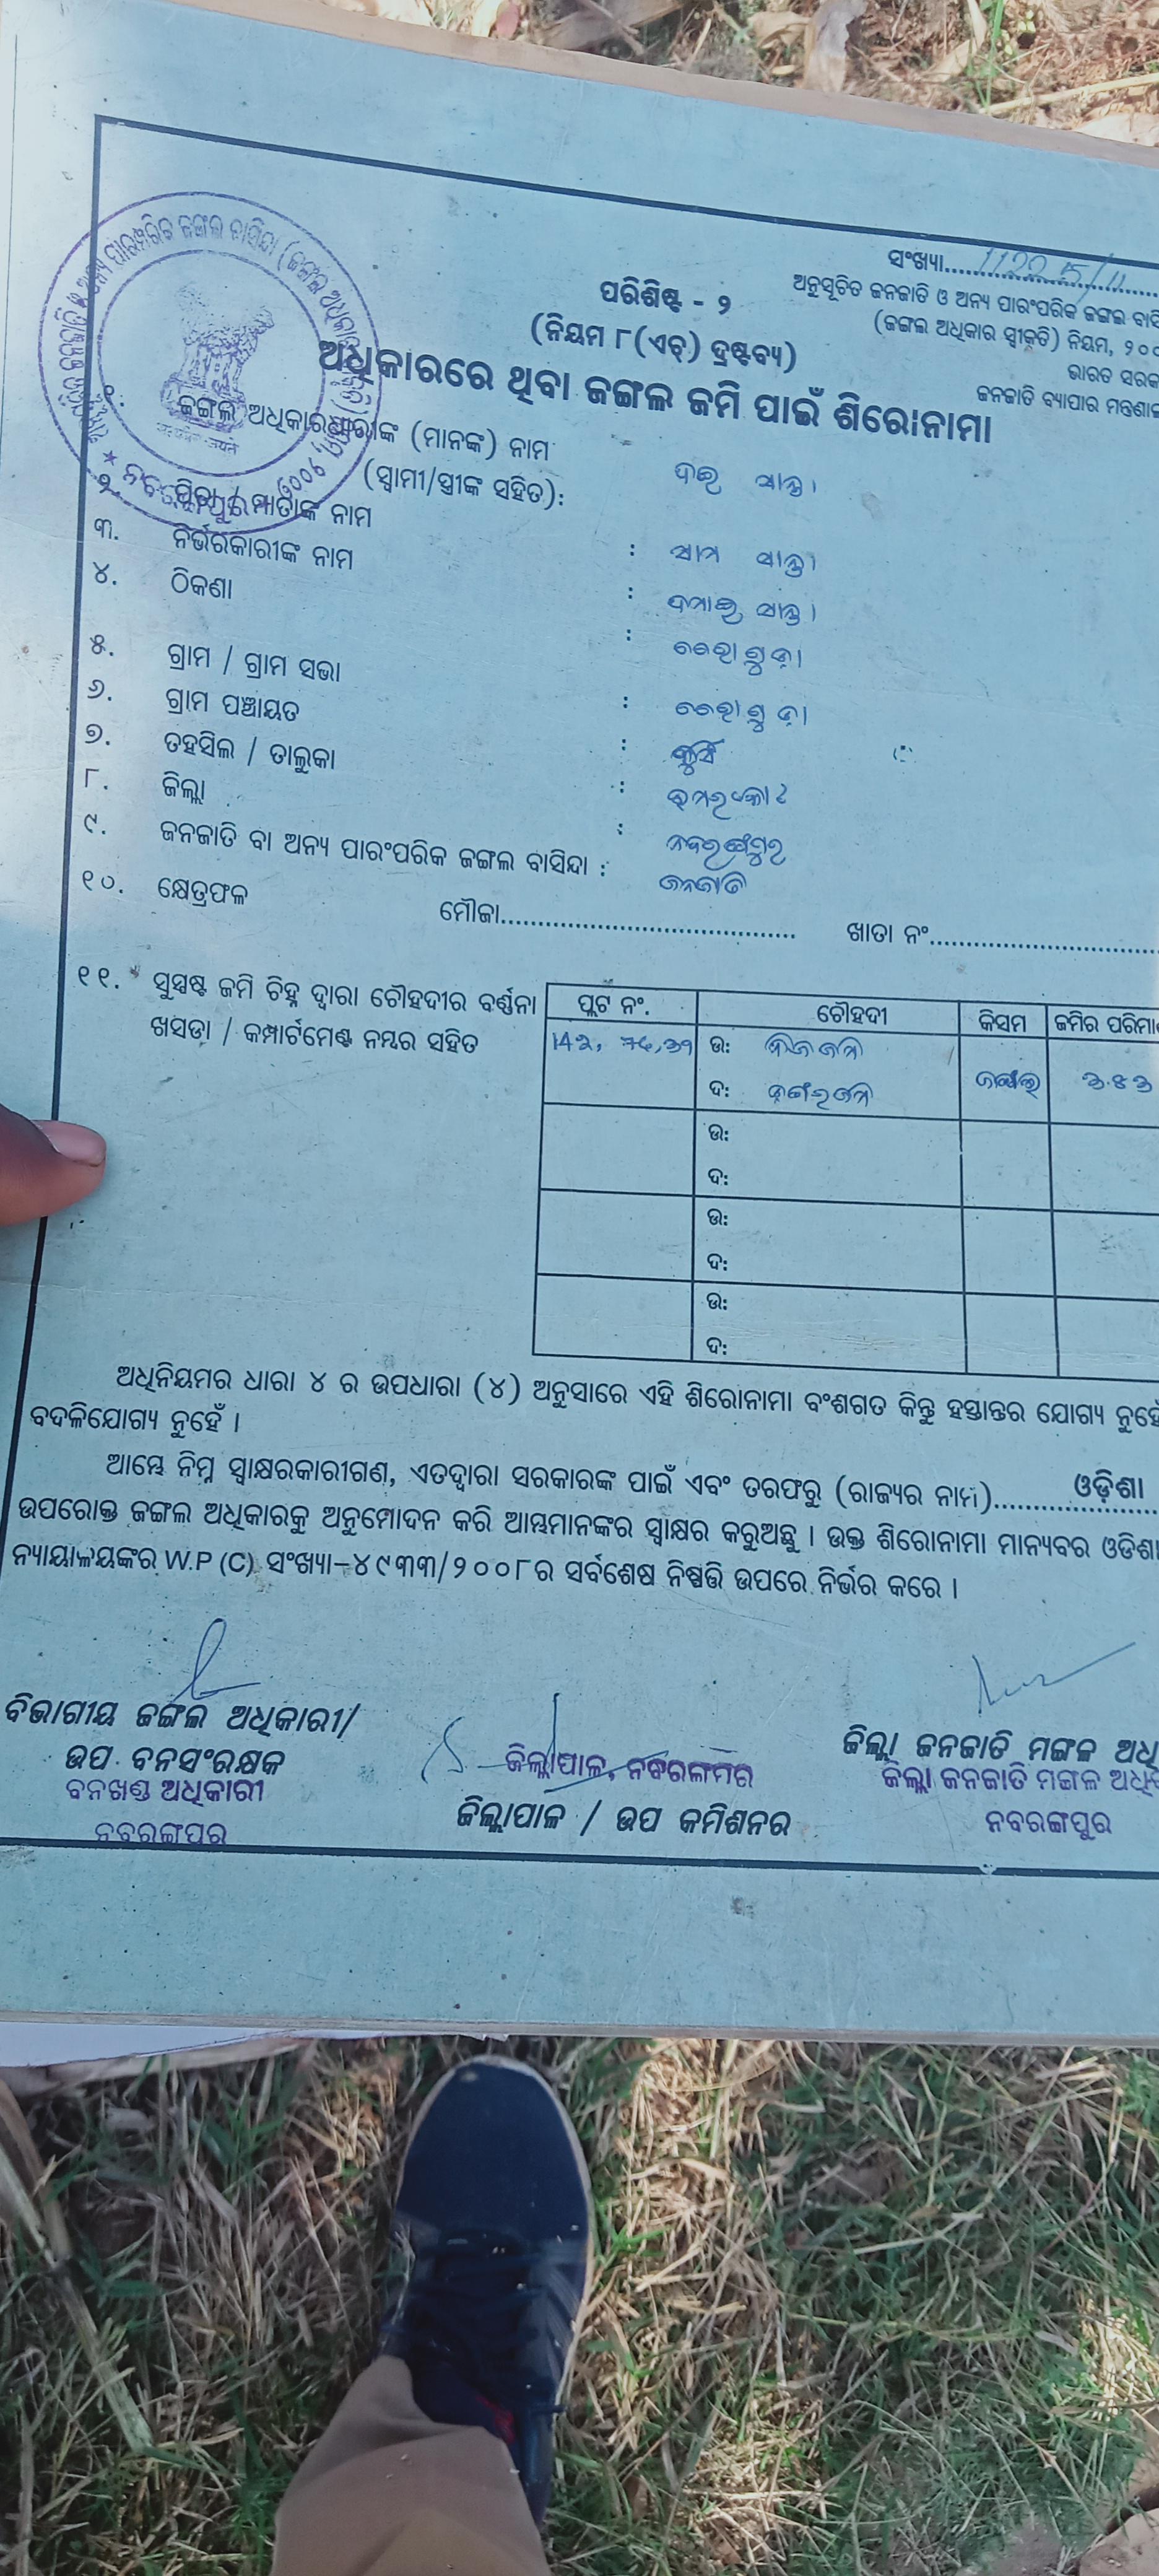 ସଂଖ୍ୟା..........................
ଅନୁସୂଚିତ ଜନଜାତି ଓ ଅନ୍ୟ ପାରଂପରିକ ଜଙ୍ଗଲ
(ଜଙ୍ଗଲ ଅଧିକାର ସ୍ୱୀକୃତି) ନିୟମ,
ଭାରତ
ଜନଜାତି ବ୍ୟାପାର
ପରିଶିଷ୍ଟ - ୨
(ନିୟମ ୮(ଏଚ୍) ଦ୍ରଷ୍ଟବ୍ୟ)
ଅଧିକାରରେ ଥିବା ଜଙ୍ଗଲ ଜମି ପାଇଁ ଶିରୋନାମା
୧. ଜଙ୍ଗଲ ଅଧିକାରଧାରୀଙ୍କ (ମାନଙ୍କ) ନାମ
(ସ୍ୱାମୀ/ସ୍ତ୍ରୀଙ୍କ ସହିତ):
୨. ପିତା / ମାତାଙ୍କ ନାମ :
୩. ନିର୍ଭରକାରୀଙ୍କ ନାମ :
୪. ଠିକଣା :
୫. ଗ୍ରାମ / ଗ୍ରାମ ସଭା :
୬. ଗ୍ରାମ ପଞ୍ଚାୟତ :
୭. ତହସିଲ / ତାଲୁକା : ଉମରକୋଟ
୮. ଜିଲ୍ଲା : ନବରଙ୍ଗପୁର
୯. ଜନଜାତି ବା ଅନ୍ୟ ପାରଂପରିକ ଜଙ୍ଗଲ ବାସିନ୍ଦା : ଜନଜାତି
୧୦. କ୍ଷେତ୍ରଫଳ ମୌଜା.......................... ଖାତା ନଂ..........................
୧୧. ସୁସ୍ପଷ୍ଟ ଜମି ଚିହ୍ନ ଦ୍ୱାରା ଚୌହଦୀର ବର୍ଣ୍ଣନା
ଖସଡା / କମ୍ପାର୍ଟମେଣ୍ଟ ନମ୍ବର ସହିତ
ପ୍ଲଟ ନଂ. ଚୌହଦୀ କିସମ ଜମିର
ଉ:
ଦ: ଜଙ୍ଗଲ
ଉ:
ଦ:
ଉ:
ଦ:
ଉ:
ଦ:
ଅଧିନିୟମର ଧାରା ୪ ର ଉପଧାରା (୪) ଅନୁସାରେ ଏହି ଶିରୋନାମା ବଂଶଗତ କିନ୍ତୁ ହସ୍ତାନ୍ତର ଯୋଗ୍ୟ ନୁହେଁ
ବଦଳିଯୋଗ୍ୟ ନୁହେଁ ।
ଆମ୍ଭେ ନିମ୍ନ ସ୍ୱାକ୍ଷରକାରୀଗଣ, ଏତଦ୍ୱାରା ସରକାରଙ୍କ ପାଇଁ ଏବଂ ତରଫରୁ (ରାଜ୍ୟର ନାମ)..........ଓଡ଼ିଶା
ଉପରୋକ୍ତ ଜଙ୍ଗଲ ଅଧିକାରକୁ ଅନୁମୋଦନ କରି ଆମ୍ଭମାନଙ୍କର ସ୍ୱାକ୍ଷର କରୁଅଛୁ । ଉକ୍ତ ଶିରୋନାମା ମାନ୍ୟବର ଓଡିଶା
ନ୍ୟାୟାଳୟଙ୍କର W.P (C) ସଂଖ୍ୟା-୪୯୩୩/୨୦୦୮ର ସର୍ବଶେଷ ନିଷ୍ପତ୍ତି ଉପରେ ନିର୍ଭର କରେ ।
ବିଭାଗୀୟ ଜଙ୍ଗଲ ଅଧିକାରୀ/
ଉପ ବନସଂରକ୍ଷକ
ବନଖଣ୍ଡ ଅଧିକାରୀ
ନବରଙ୍ଗପୁର
ଜିଲ୍ଲାପାଳ, ନବରଙ୍ଗପୁର
ଜିଲ୍ଲାପାଳ / ଉପ କମିଶନର
ଜିଲ୍ଲା ଜନଜାତି ମଙ୍ଗଳ
ଜିଲ୍ଲା ଜନଜାତି ମଙ୍ଗଳ
ନବରଙ୍ଗପୁର